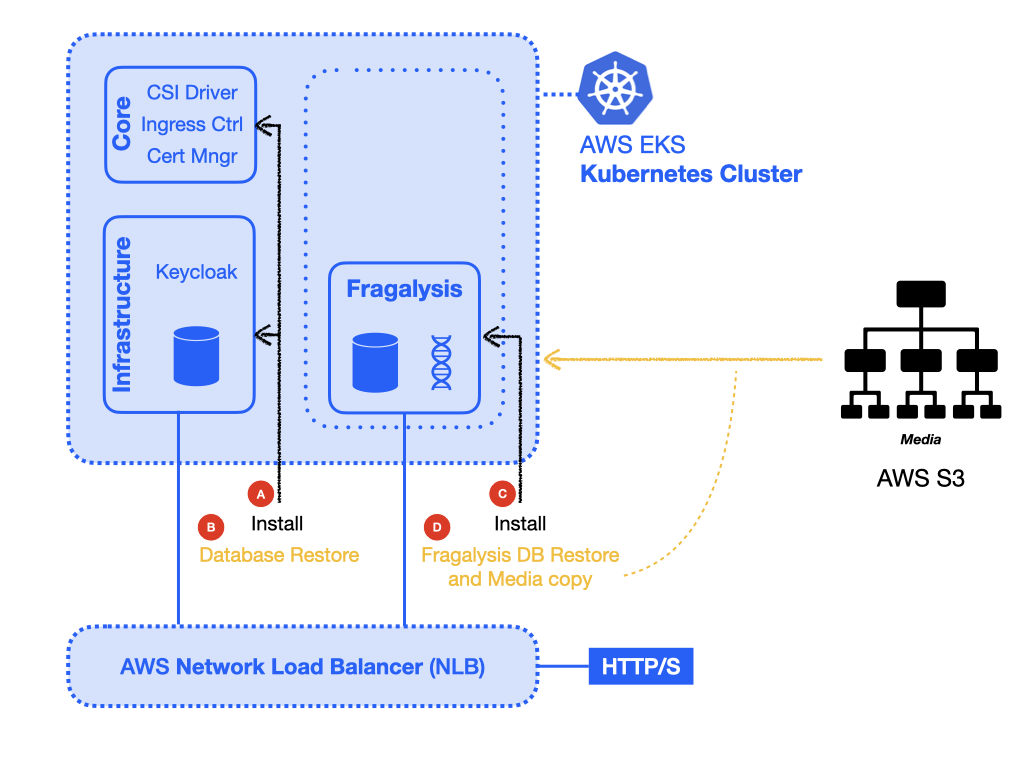 Core
CSI Driver
Ingress Ctrl
Cert Mngr
AWS EKS
Kubernetes Cluster
Infrastructure
Keycloak
Fragalysis
Media
AWS S3
A
Install
B
Database Restore
C
Install
D
Fragalysis DB Restore
and Media copy
AWS Network Load Balancer (NLB)
HTTP/S